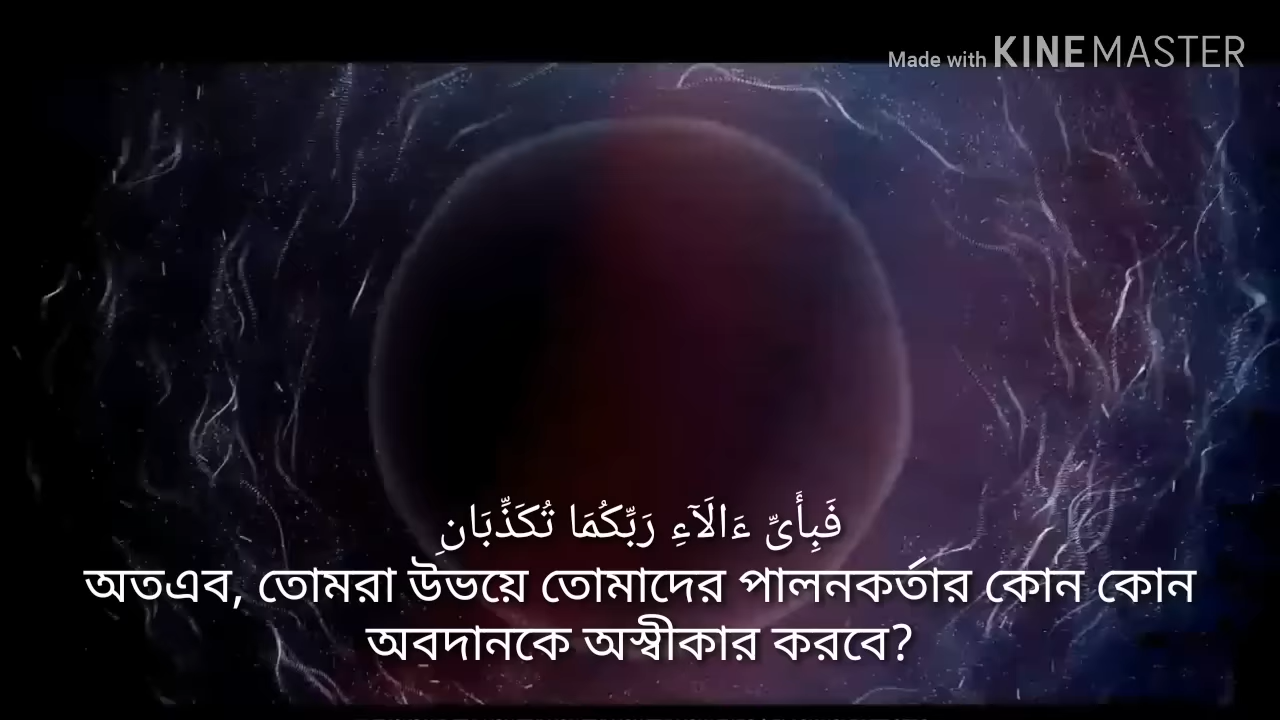 Made with KINEMASTER
فَبِأَىِّ ءَالَآءِ رَبِّكُمَا تُكَذِّبَانِ
অতএব, তোমরা উভয়ে তোমাদের পালনকর্তার কোন কোন
অবদানকে অস্বীকার করবে?